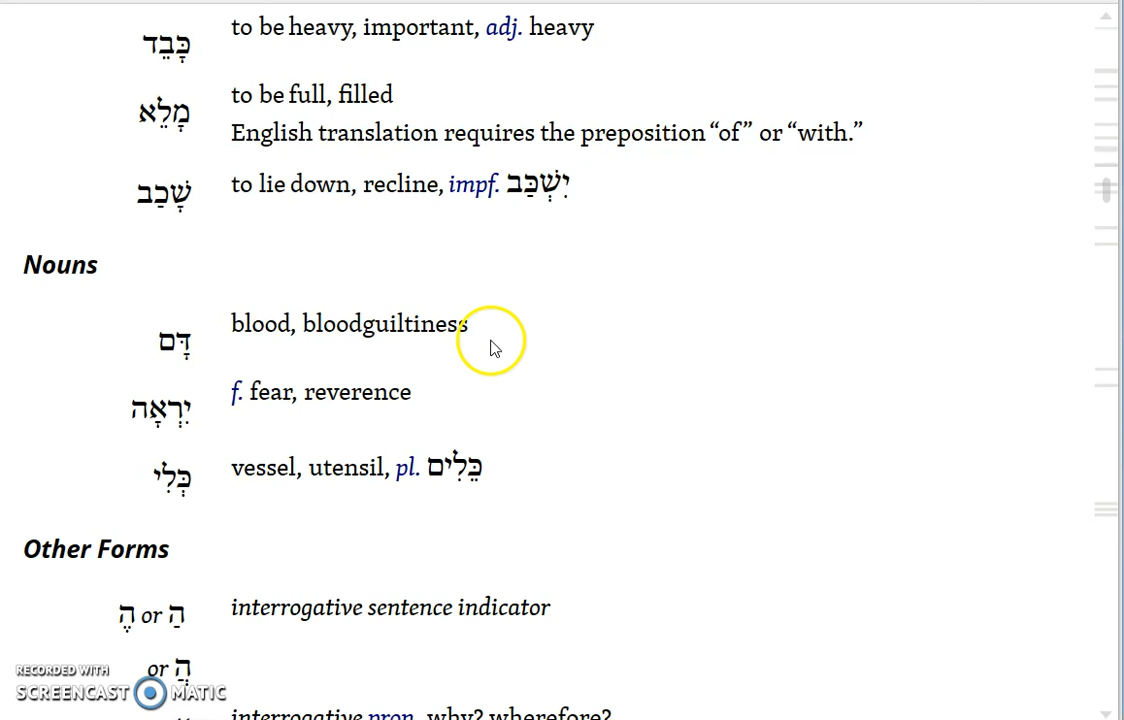 כָּבֵד to be heavy, important, adj. heavy
מָלֵא to be full, filled
English translation requires the preposition “of” or “with.”
שָׁכַב to lie down, recline, impf. יִשְׁכַּב
Nouns
דָּם blood, bloodguiltiness
יִרְאָה f. fear, reverence
כְּלִי vessel, utensil, pl. כֵּלִים
Other Forms
הַ or הֶ interrogative sentence indicator
or הֲ
RECORDED WITH
SCREENCAST MATIC
interrogative pron. why? wherefore?